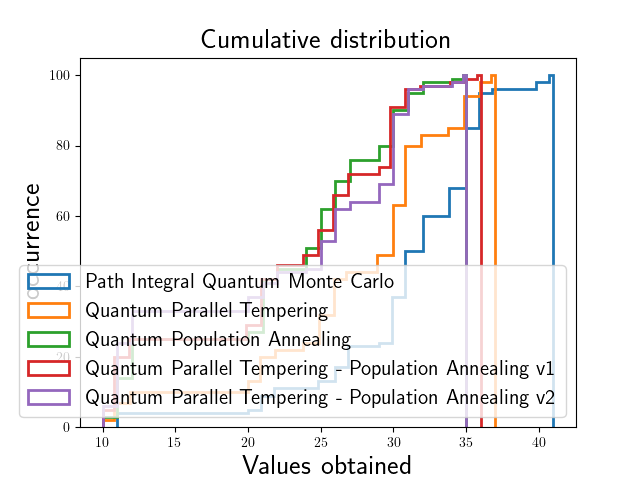 Cumulative distribution
100
80
60
40
20
0
Occurrence
Path Integral Quantum Monte Carlo
Quantum Parallel Tempering
Quantum Population Annealing
Quantum Parallel Tempering - Population Annealing v1
Quantum Parallel Tempering - Population Annealing v2
10 15 20 25 30 35 40
Values obtained